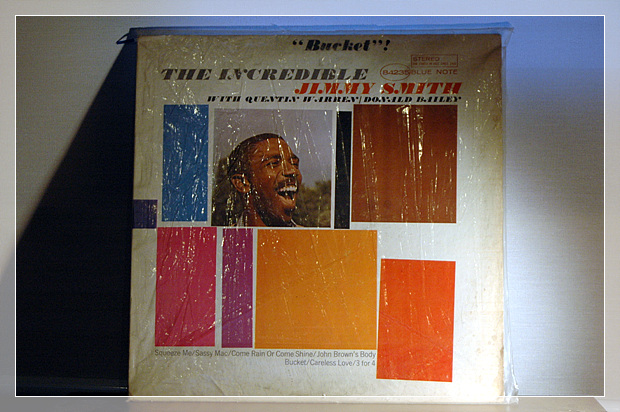 "Bucket"!
STEREO
84235 BLUE NOTE
THE INCREDIBLE
JIMMY SMITH
WITH QUENTIN WARREN/DONALD BAILEY
Squeeze Me/Sassy Mac/Come Rain Or Come Shine/John Brown's Body
Bucket/Careless Love/3 for 4